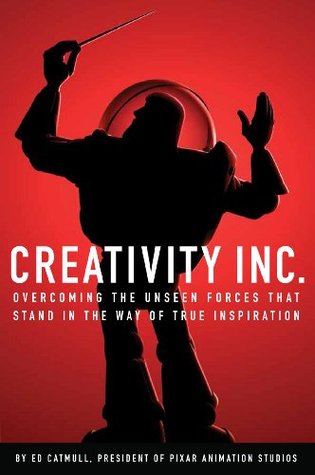 CREATIVITY INC.
OVERCOMING THE UNSEEN FORCES THAT
STAND IN THE WAY OF TRUE INSPIRATION
BY ED CATMULL, PRESIDENT OF PIXAR ANIMATION STUDIOS